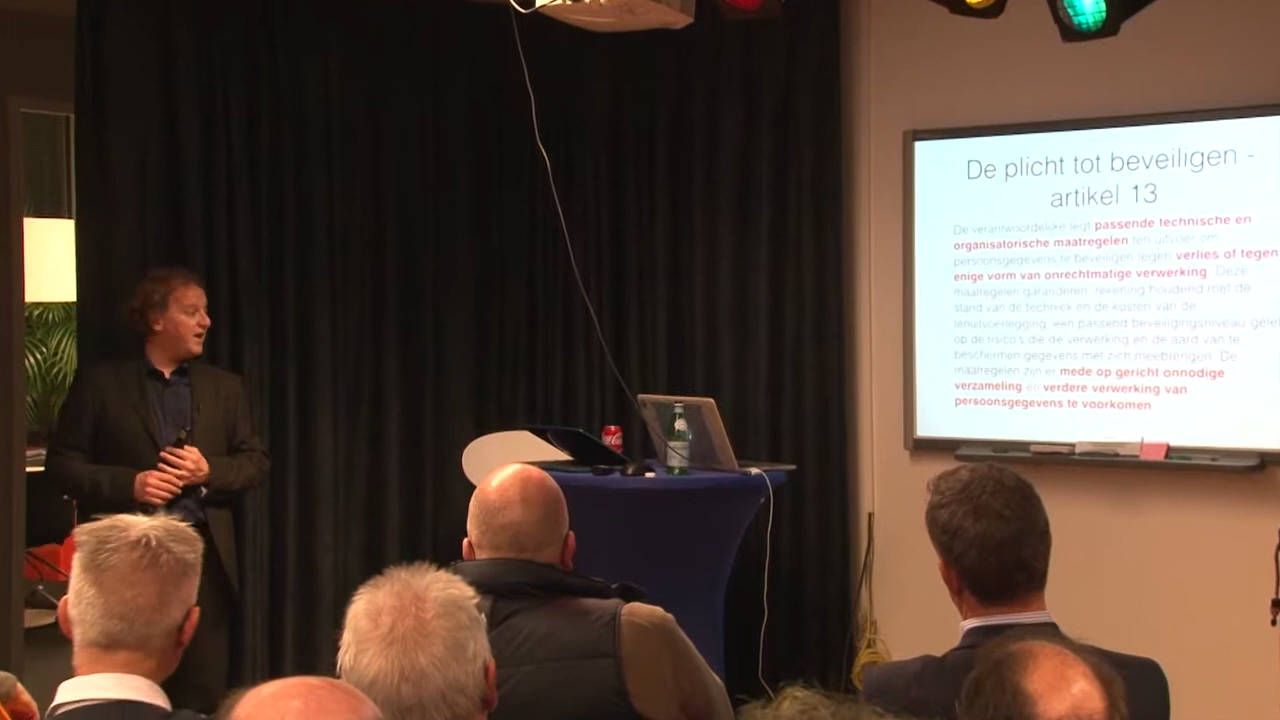 De plicht tot beveiligen -
artikel 13
De verantwoordelijke legt passende technische en
organisatorische maatregelen ten uitvoer om
persoonsgegevens te beveiligen tegen verlies of tegen
enige vorm van onrechtmatige verwerking. Deze
maatregelen garanderen, rekening houdend met de
stand van de techniek en de kosten van de
tenuitvoerlegging, een passend beveiligingsniveau gelet
op de risico's die de verwerking en de aard van te
beschermen gegevens met zich meebrengen. De
maatregelen zijn er mede op gericht onnodige
verzameling en verdere verwerking van
persoonsgegevens te voorkomen